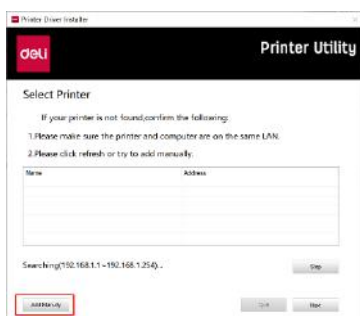 Printer Driver Installer
deli
Printer Utility
Select Printer
If your printer is not found,confirm the following:
1.Please make sure the printer and computer are on the same LAN.
2.Please click refresh or try to add manually.
Name Address
Searching(192.168.1.1~192.168.1.254)...
Stop
Add Manually
Next